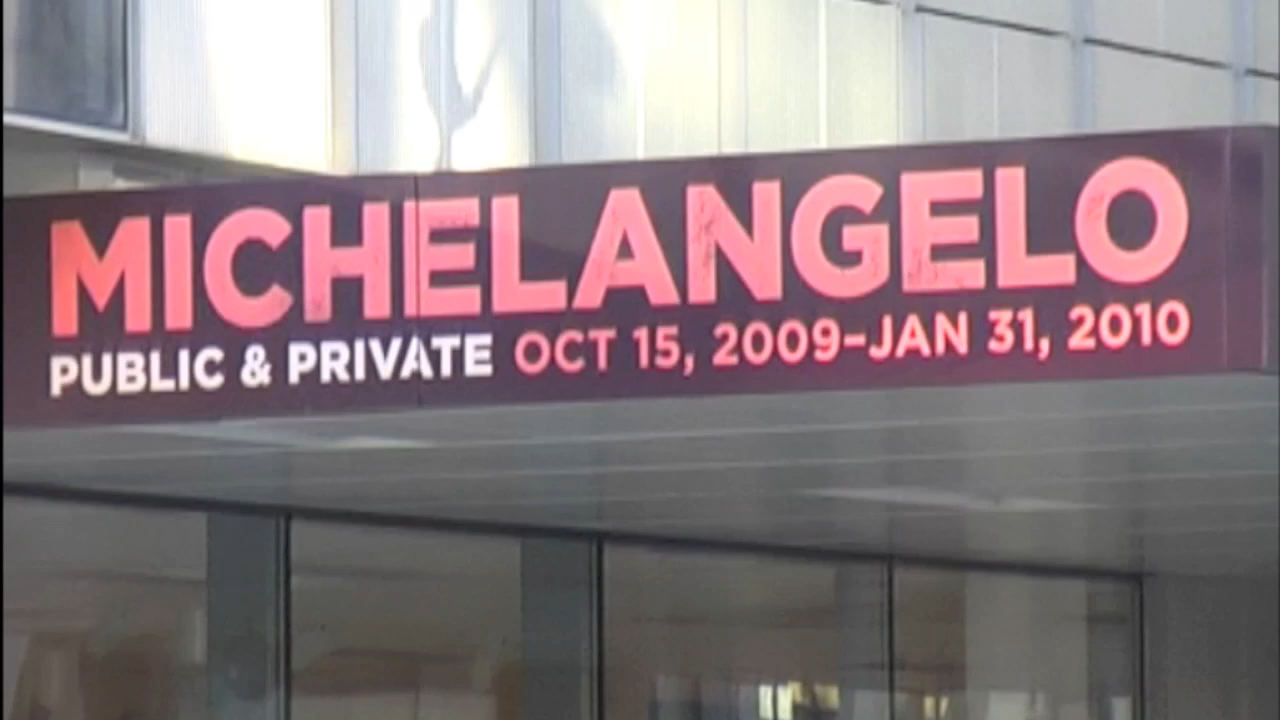 MICHELANGELO
PUBLIC & PRIVATE OCT 15, 2009–JAN 31, 2010